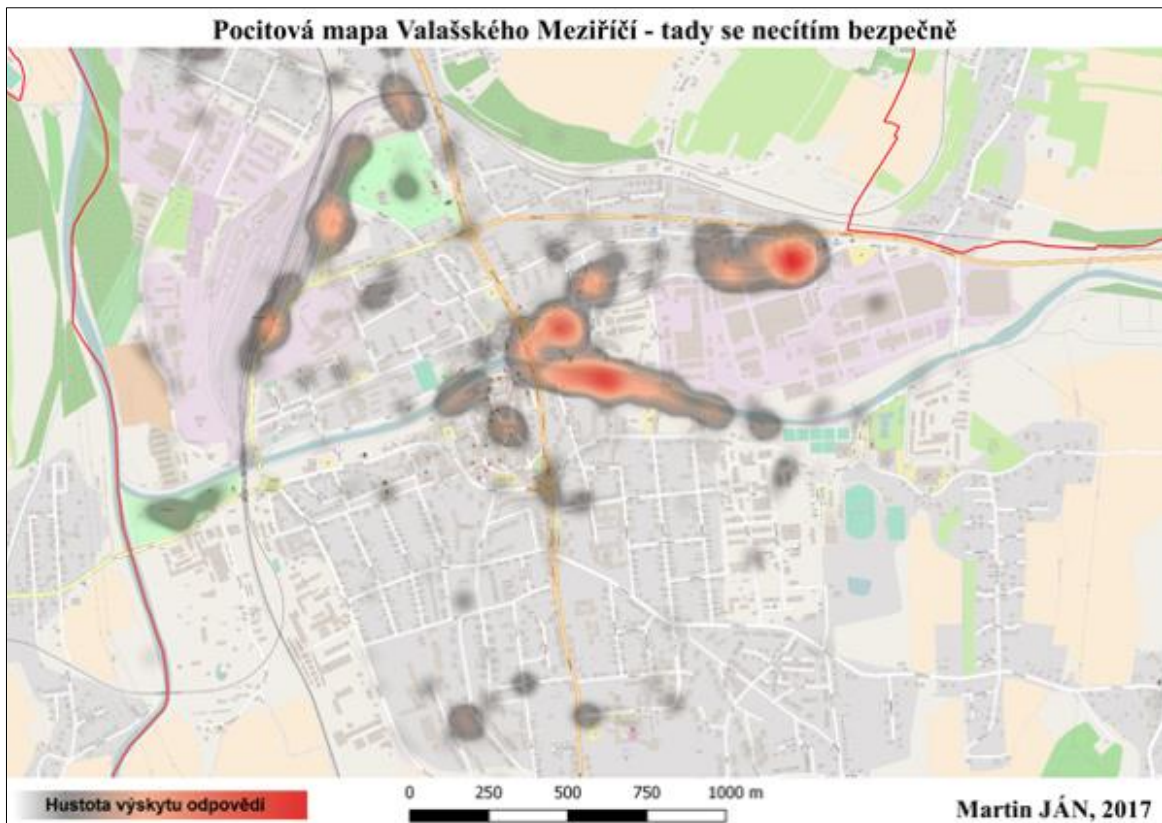 Pocitová mapa Valašského Meziříčí - tady se necítím bezpečně
Hustota výskytu odpovědí
0 250 500 750 1000 m
Martin JÁN, 2017